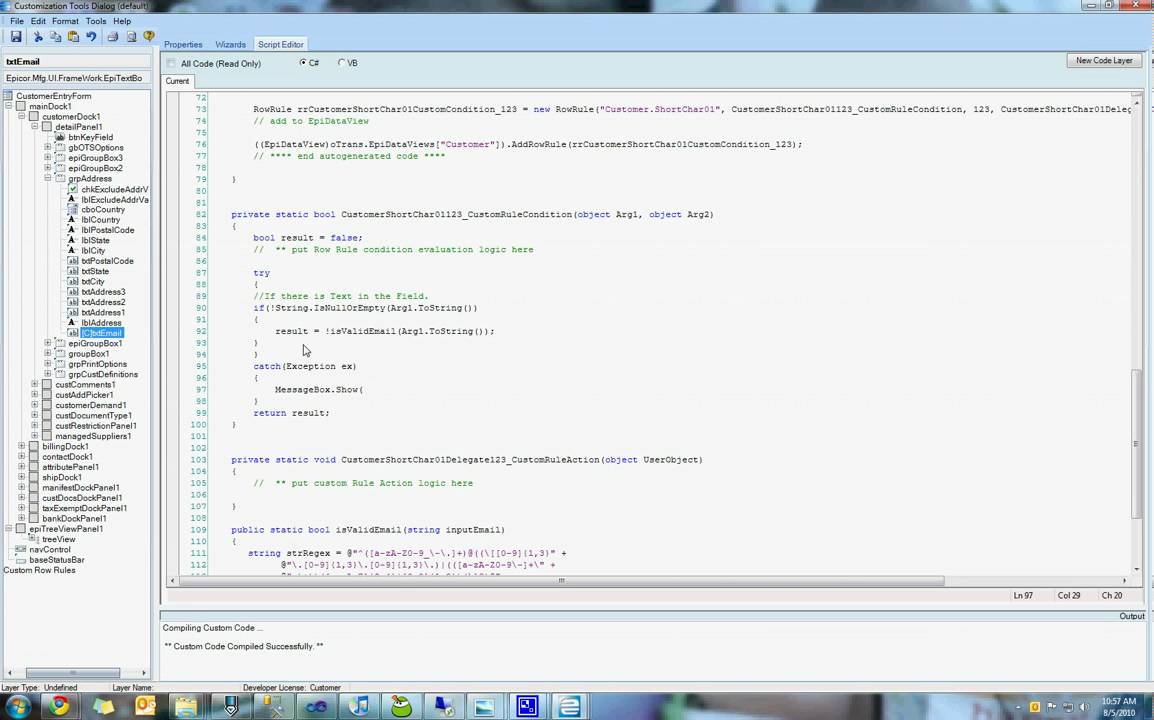 Customization Tools Dialog (default)
File Edit Format Tools Help
txtEmail
Epicor.Mfg.UI.FrameWork.EpiTextBo
CustomerEntryForm
mainDock1
customerDock1
detailPanel1
btnKeyField
gbOTSOptions
epiGroupBox3
epiGroupBox2
grpAddress
chkExcludeAddrV
lblExcludeAddrVa
cboCountry
lblCountry
lblPostalCode
lblState
lblCity
txtPostalCode
txtState
txtCity
txtAddress3
txtAddress2
txtAddress1
lblAddress
[C]txtEmail
epiGroupBox1
groupBox1
grpPrintOptions
grpCustDefinitions
custComments1
custAddPicker1
customerDemand1
custDocumentType1
custRestrictionPanel1
managedSuppliers1
billingDock1
contactDock1
attributePanel1
shipDock1
manifestDockPanel1
custDocsDockPanel1
taxExemptDockPanel1
bankDockPanel1
epiTreeViewPanel1
treeView
navControl
baseStatusBar
Custom Row Rules
Properties Wizards Script Editor
All Code (Read Only) C# VB New Code Layer
Current
72
73 RowRule rrCustomerShortChar01CustomCondition_123 = new RowRule("Customer.ShortChar01", CustomerShortChar01123_CustomRuleCondition, 123, CustomerShortChar01Deleg
74 // add to EpiDataView
75
76 ((EpiDataView)oTrans.EpiDataViews["Customer"]).AddRowRule(rrCustomerShortChar01CustomCondition_123);
77 // **** end autogenerated code ****
78
79 }
80
81
82 private static bool CustomerShortChar01123_CustomRuleCondition(object Arg1, object Arg2)
83 {
84 bool result = false;
85 // ** put Row Rule condition evaluation logic here
86
87 try
88 {
89 //If there is Text in the Field.
90 if(!String.IsNullOrEmpty(Arg1.ToString())
91 {
92 result = !isValidEmail(Arg1.ToString());
93 }
94 }
95 catch(Exception ex)
96 {
97 MessageBox.Show(
98 }
99 return result;
100 }
101
102
103 private static void CustomerShortChar01Delegate123_CustomRuleAction(object UserObject)
104 {
105 // ** put custom Rule Action logic here
106
107 }
108
109 public static bool isValidEmail(string inputEmail)
110 {
111 string strRegex = @"^([a-zA-Z0-9_\-\.]+)@((\[[0-9]{1,3}" +
112 @"\.[0-9]{1,3}\.[0-9]{1,3}\.)|(([a-zA-Z0-9\-]+\" +
Ln 97 Col 29 Ch 20
Output
Compiling Custom Code ...
** Custom Code Compiled Successfully. **
Layer Type: Undefined Layer Name: Developer License: Customer
10:57 AM
8/5/2010